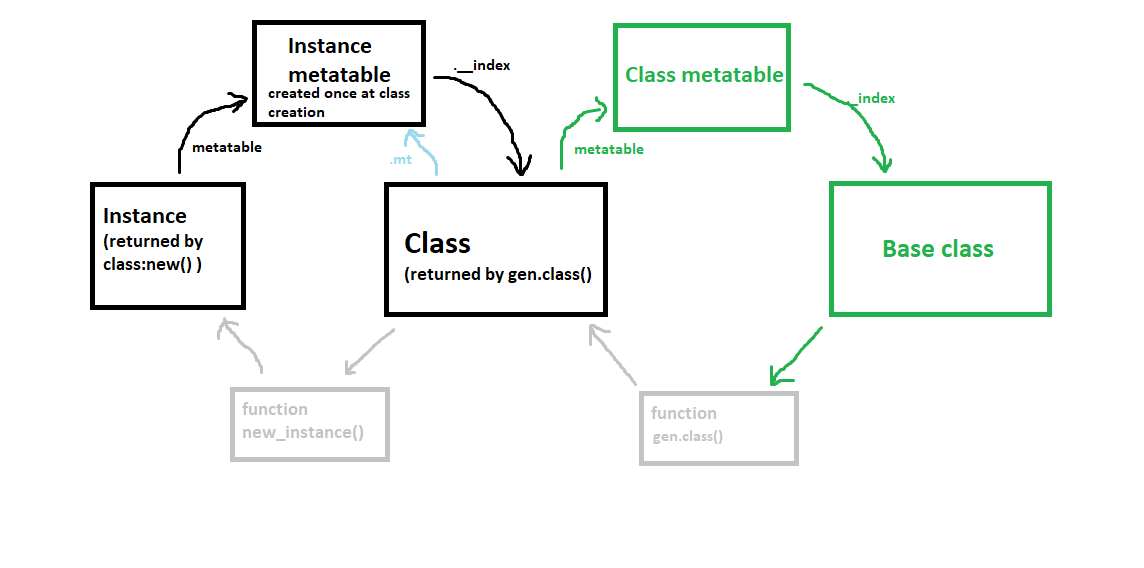 Instance
metatable
created once at class
creation
.__index
Class metatable
__index
metatable
.mt
metatable
Instance
(returned by
class:new() )
Class
(returned by gen.class()
Base class
function
new_instance()
function
gen.class()